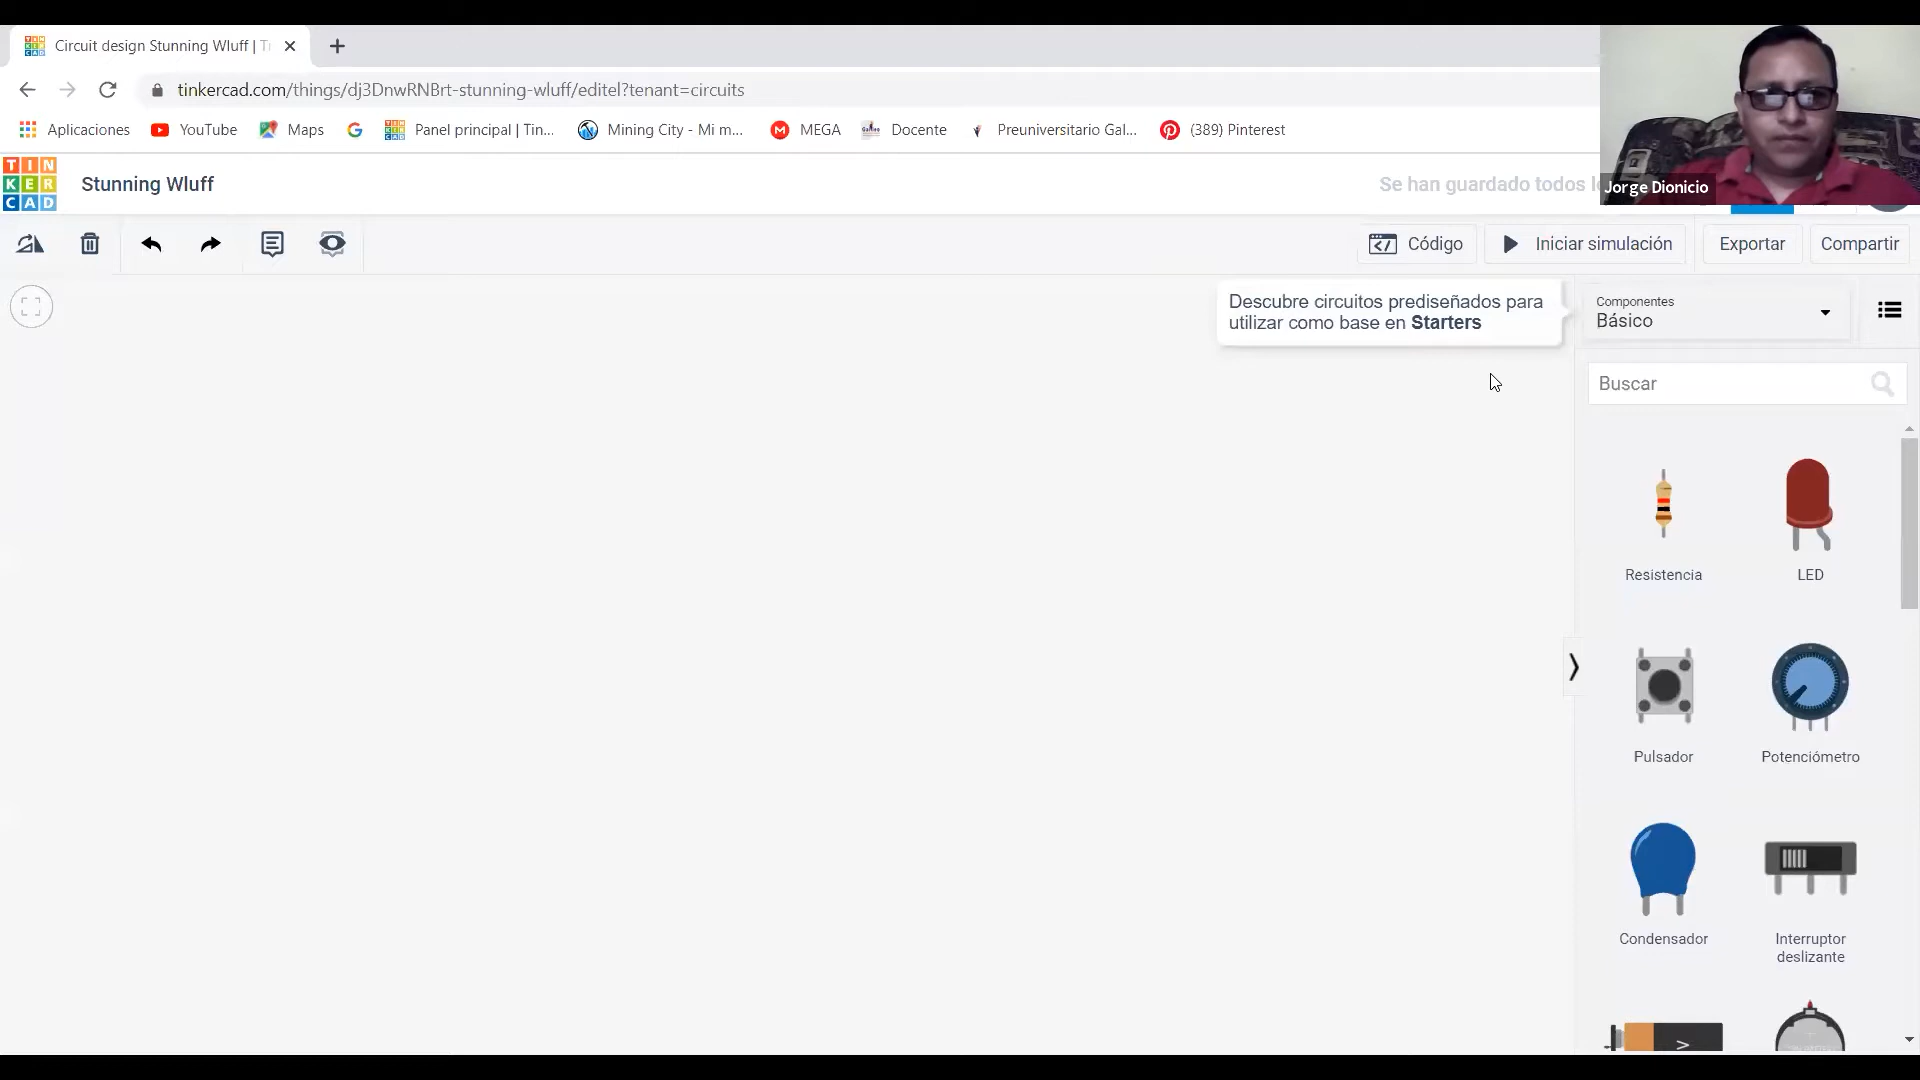 Circuit design Stunning Wluff | T
tinkercad.com/things/dj3DnwRNBrt-stunning-wluff/editel?tenant=circuits
Aplicaciones YouTube Maps Panel principal | Tin... Mining City - Mi m... MEGA Docente Preuniversitario Gal... (389) Pinterest
TIN
KER
CAD
Stunning Wluff
Se han guardado todos l
Jorge Dionicio
Código Iniciar simulación Exportar Compartir
Descubre circuitos prediseñados para
utilizar como base en Starters
Componentes
Básico
Buscar
Resistencia LED
Pulsador Potenciómetro
Condensador Interruptor
deslizante